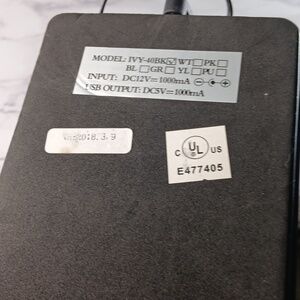 MODEL: IVY-40BK☑WT☐PK☐
BL☐GR☐YL☐PU☐
INPUT: DC12V⎓1000mA
USB OUTPUT: DC5V⎓1000mA
2018.3.9
C UL US
E477405